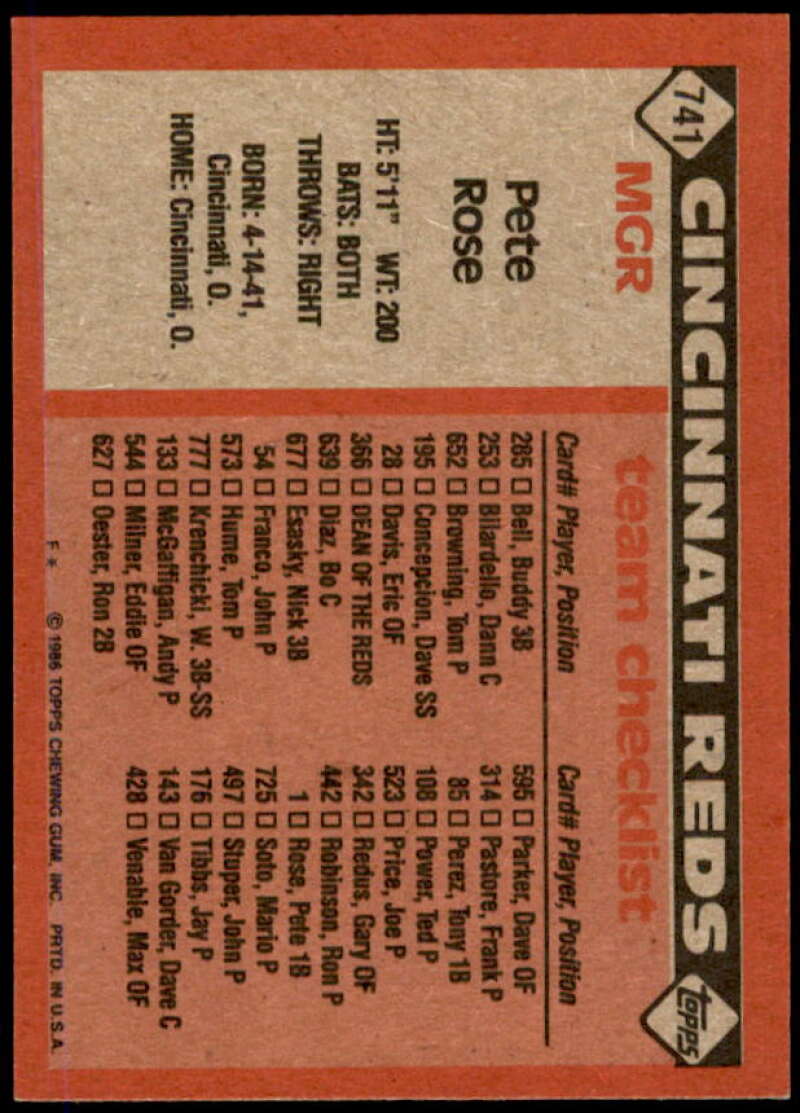 741 CINCINNATI REDS topps
MGR
Pete
Rose
HT: 5'11" WT: 200
BATS: BOTH
THROWS: RIGHT
BORN: 4-14-41,
Cincinnati, O.
HOME: Cincinnati, O.
team checklist
Card# Player, Position
285 □ Bell, Buddy 3B
253 □ Bilardello, Dann C
652 □ Browning, Tom P
195 □ Concepcion, Dave SS
28 □ Davis, Eric OF
366 □ DEAN OF THE REDS
639 □ Diaz, Bo C
677 □ Esasky, Nick 3B
54 □ Franco, John P
573 □ Hume, Tom P
777 □ Krenchicki, W. 3B-SS
133 □ McGaffigan, Andy P
544 □ Milner, Eddie OF
627 □ Oester, Ron 2B
Card# Player, Position
595 □ Parker, Dave OF
314 □ Pastore, Frank P
85 □ Perez, Tony 1B
108 □ Power, Ted P
523 □ Price, Joe P
342 □ Redus, Gary OF
442 □ Robinson, Ron P
1 □ Rose, Pete 1B
725 □ Soto, Mario P
497 □ Stuper, John P
176 □ Tibbs, Jay P
143 □ Van Gorder, Dave C
428 □ Venable, Max OF
F * © 1986 TOPPS CHEWING GUM, INC. PRTD. IN U.S.A.